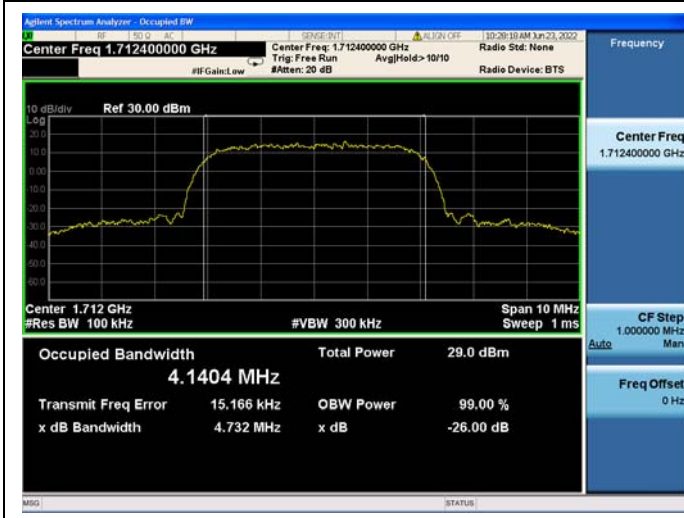 Agilent Spectrum Analyzer - Occupied BW
RF 50 Ω AC SENSE:INT ALIGN OFF 10:28:18 AM Jun 23, 2022
Center Freq 1.712400000 GHz
Center Freq: 1.712400000 GHz
Radio Std: None
Trig: Free Run Avg|Hold:>10/10
#IFGain:Low #Atten: 20 dB Radio Device: BTS
10 dB/div Ref 30.00 dBm
Log
20.0
10.0
0.00
-10.0
-20.0
-30.0
-40.0
-50.0
-60.0
Center 1.712 GHz Span 10 MHz
#Res BW 100 kHz #VBW 300 kHz Sweep 1 ms
Occupied Bandwidth Total Power 29.0 dBm
4.1404 MHz
Transmit Freq Error 15.166 kHz OBW Power 99.00 %
x dB Bandwidth 4.732 MHz x dB -26.00 dB
MSG STATUS
Frequency
Center Freq
1.712400000 GHz
CF Step
1.000000 MHz
Auto Man
Freq Offset
0 Hz